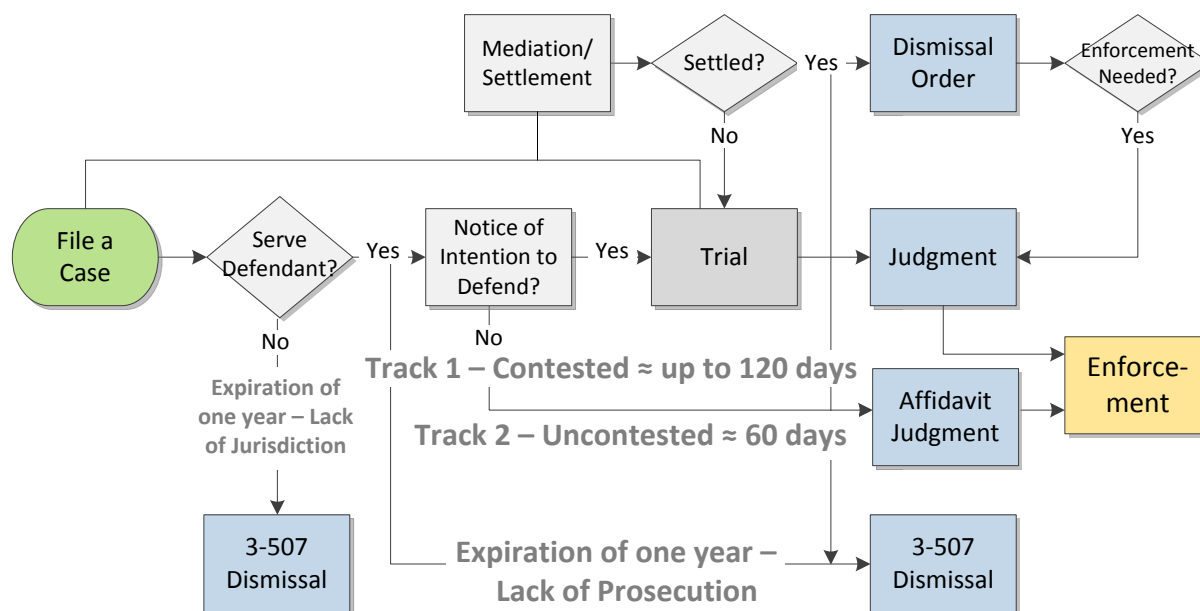 Mediation/
Settlement
Settled?
Yes
Dismissal
Order
Enforcement
Needed?
No
Yes
File a
Case
Serve
Defendant?
Yes
Notice of
Intention to
Defend?
Yes
Trial
Judgment
No
No
Track 1 – Contested ≈ up to 120 days
Enforce-
ment
Expiration of
one year – Lack
of Jurisdiction
Affidavit
Judgment
Track 2 – Uncontested ≈ 60 days
3-507
Dismissal
Expiration of one year –
Lack of Prosecution
3-507
Dismissal